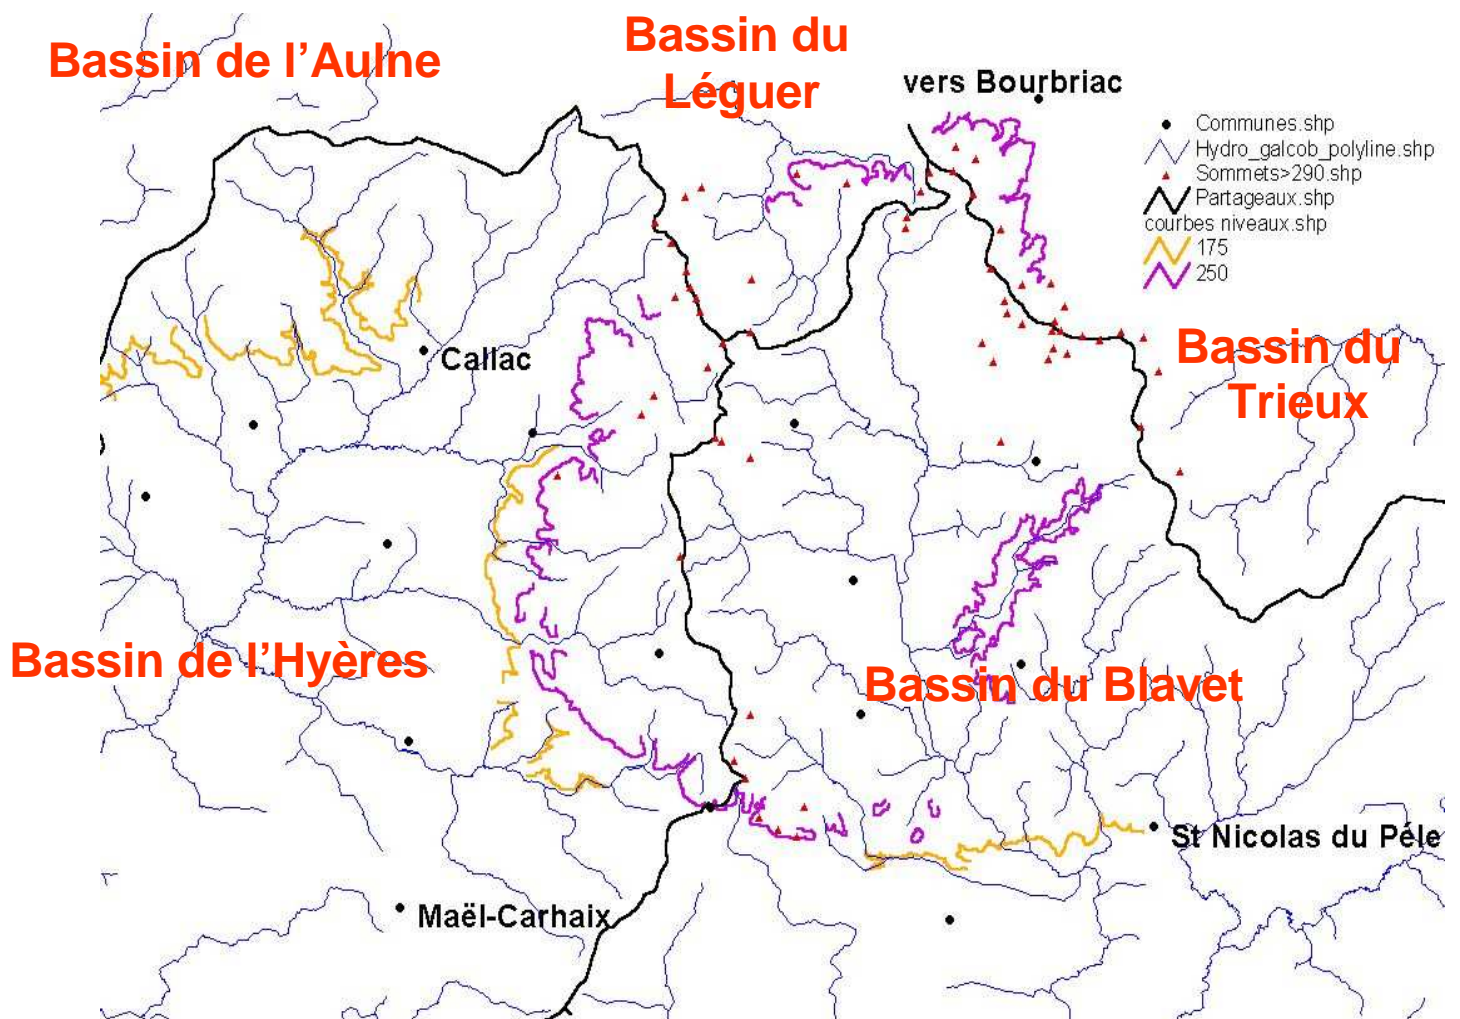 Bassin de l’Aulne
Bassin du
Léguer
vers Bourbriac
Communes.shp
Hydro_galcob_polyline.shp
Sommets>290.shp
Partageaux.shp
courbes niveaux.shp
175
250
Bassin du
Trieux
Callac
Bassin de l’Hyères
Bassin du Blavet
St Nicolas du Péle
Maël-Carhaix